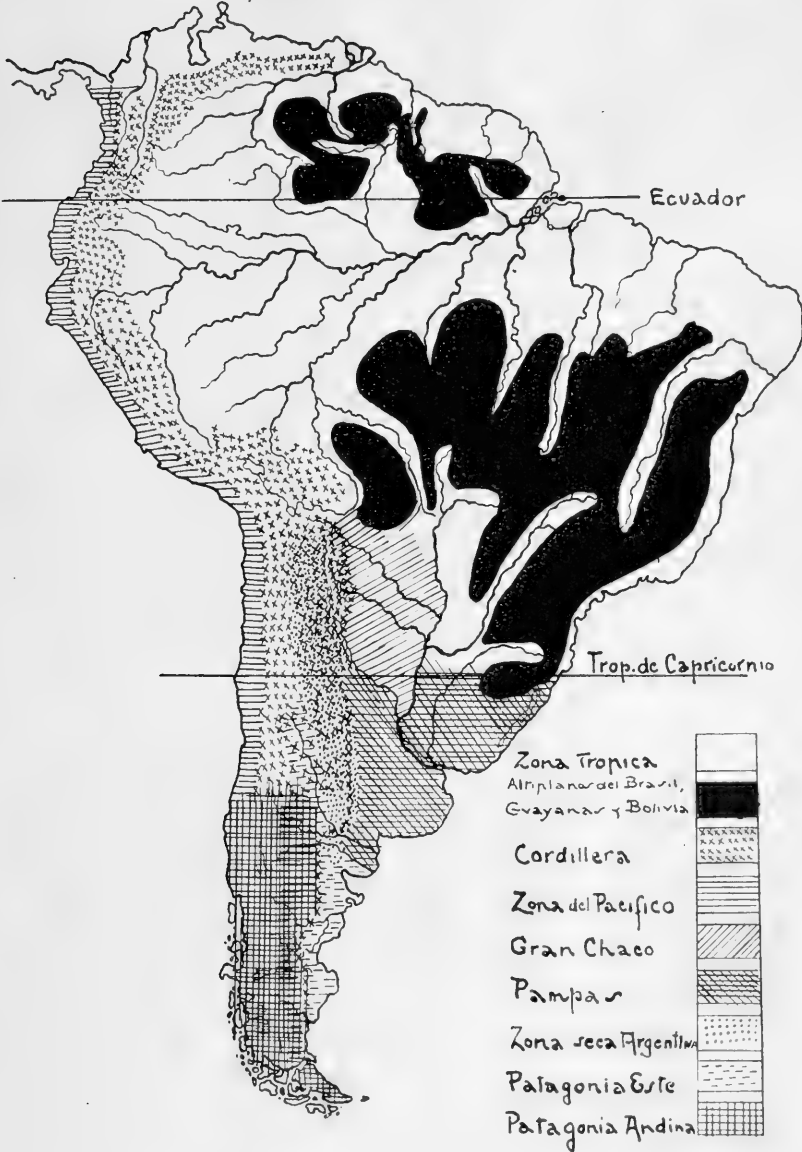 Ecuador
Trop. de Capricornio
Zona Tropica
Altiplanos del Brasil,
Guayanas y Bolivia
Cordillera
Zona del Pacifico
Gran Chaco
Pampas
Zona seca Argentina
Patagonia Este
Patagonia Andina